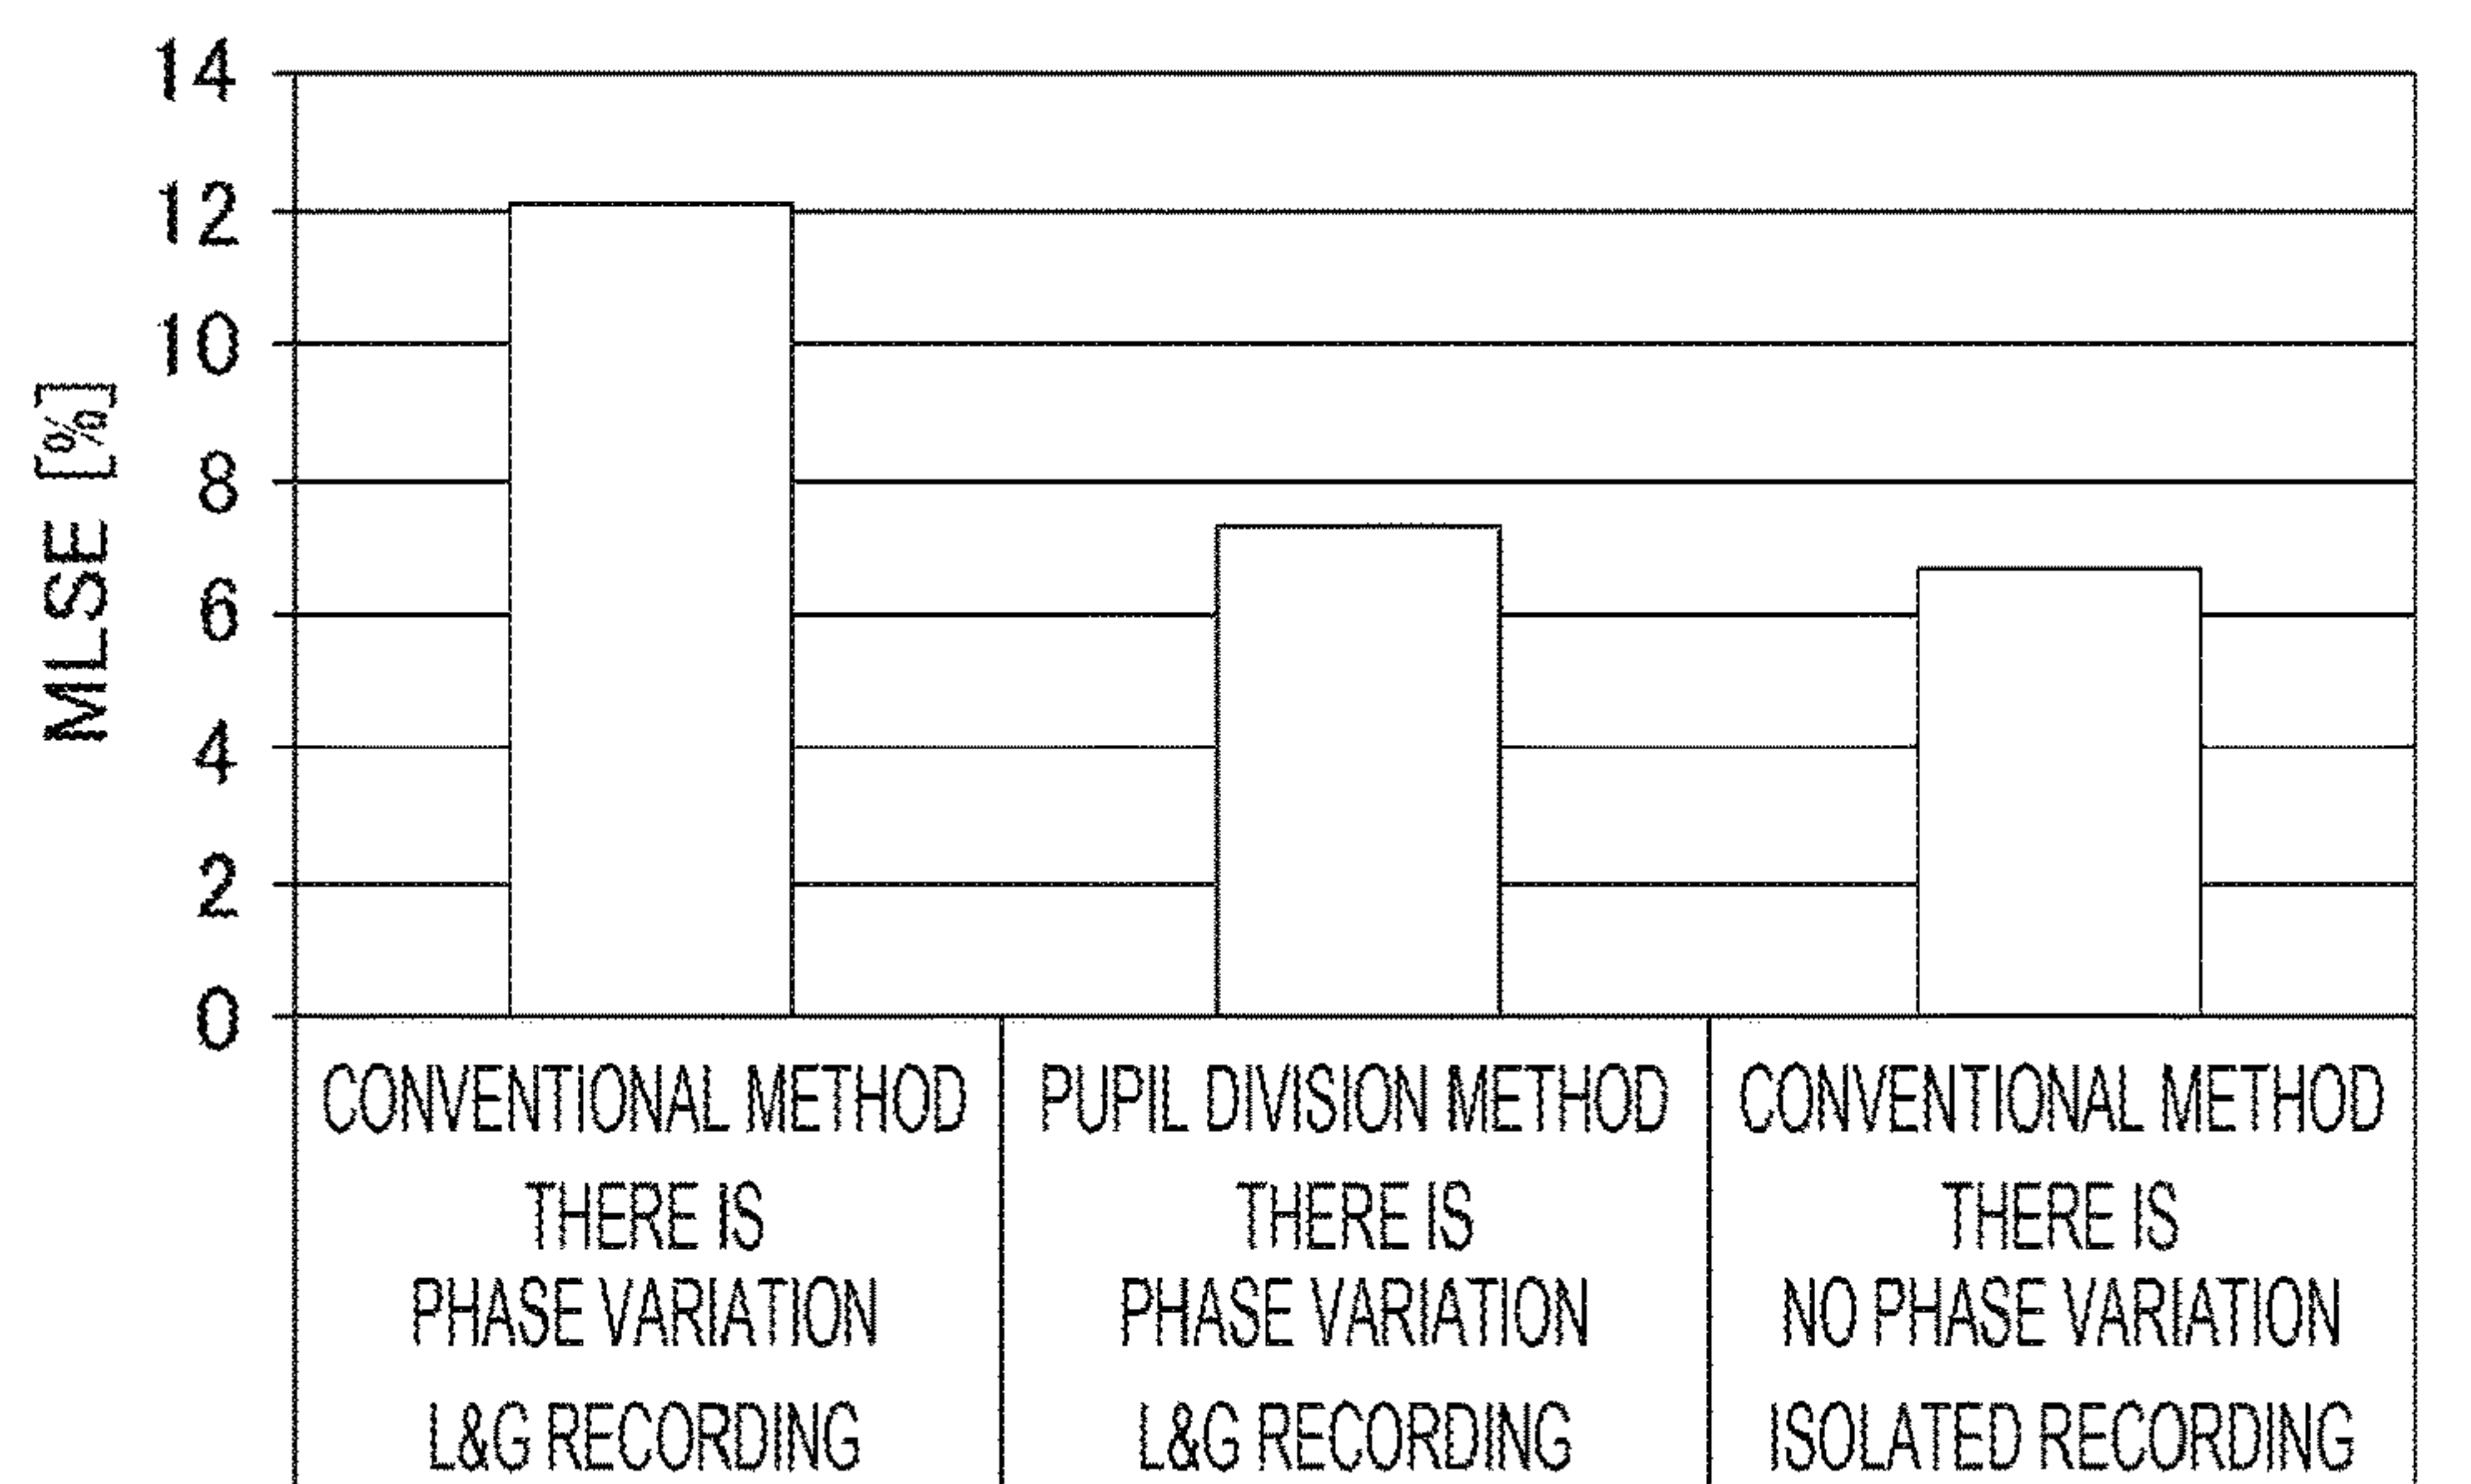 14
12
10
8
6
4
2
0
MLSE [%]
CONVENTIONAL METHOD
THERE IS
PHASE VARIATION
L&G RECORDING
PUPIL DIVISION METHOD
THERE IS
PHASE VARIATION
L&G RECORDING
CONVENTIONAL METHOD
THERE IS
NO PHASE VARIATION
ISOLATED RECORDING